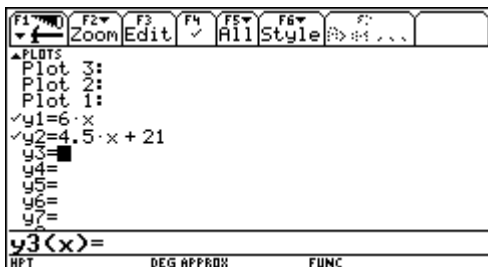 F1 F2 Zoom F3 Edit F4 ✓ F5 All F6 Style F7
▲PLOTS
Plot 3:
Plot 2:
Plot 1:
✓y1=6·x
✓y2=4.5·x + 21
y3=
y4=
y5=
y6=
y7=
y3(x)=
DEG APPROX FUNC